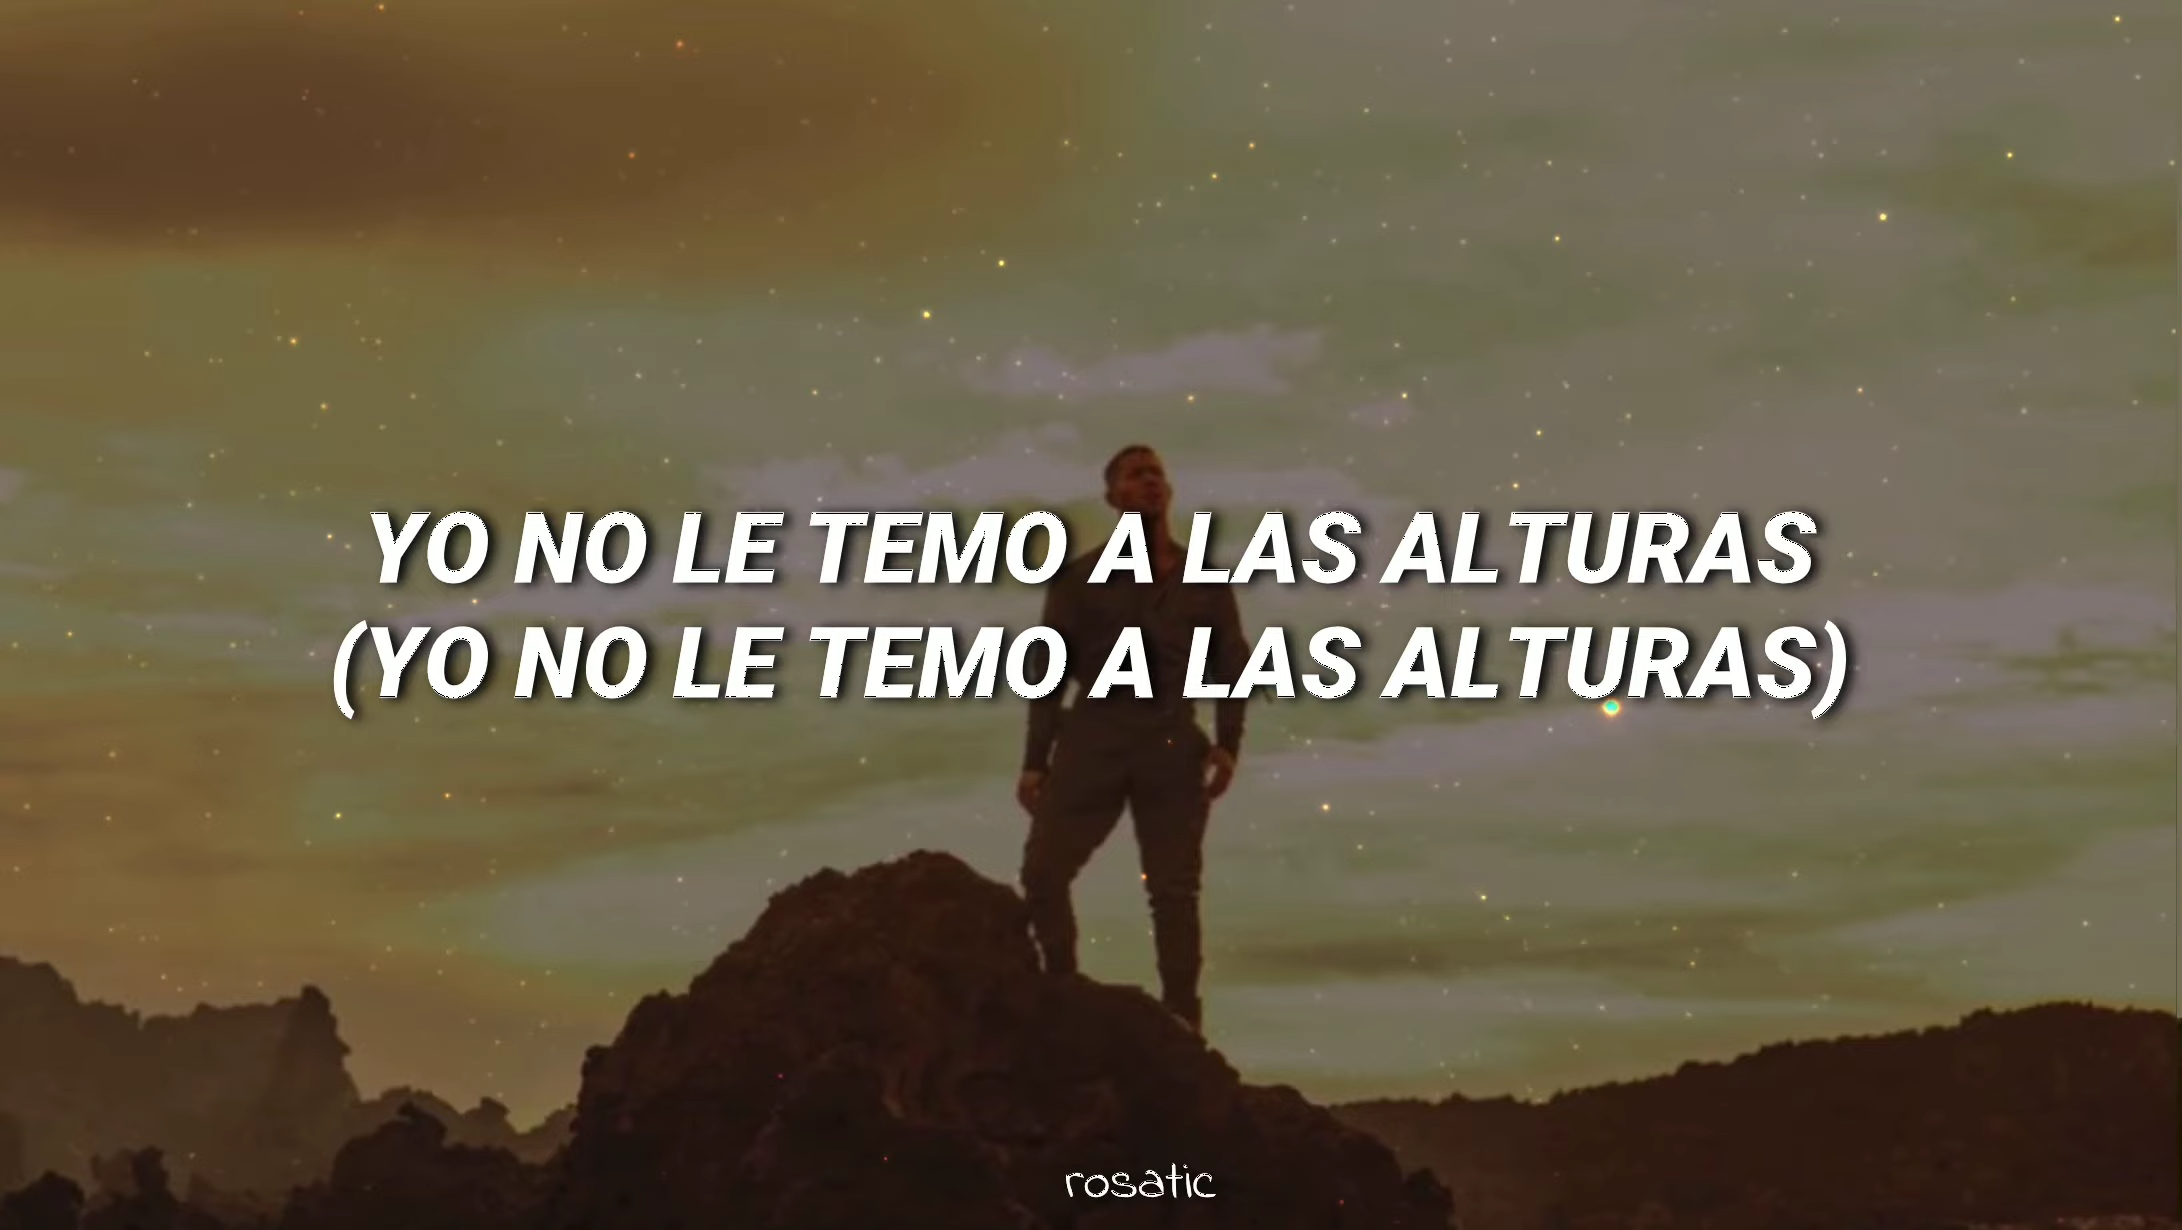 YO NO LE TEMO A LAS ALTURAS
(YO NO LE TEMO A LAS ALTURAS)
rosatic